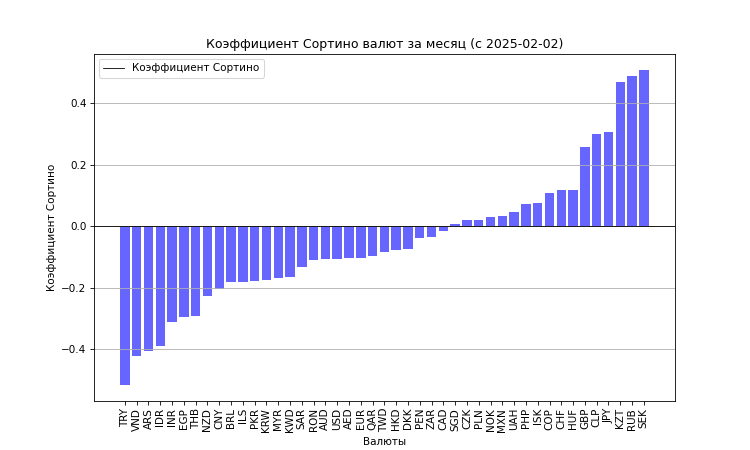 Коэффициент Сортино валют за месяц (с 2025-02-02)
Коэффициент Сортино
Коэффициент Сортино
0.4
0.2
0.0
−0.2
−0.4
TRY
VND
ARS
IDR
INR
EGP
THB
NZD
CNY
BRL
ILS
PKR
KRW
MYR
KWD
SAR
RON
AUD
USD
AED
EUR
QAR
TWD
HKD
DKK
PEN
ZAR
CAD
SGD
CZK
PLN
NOK
MXN
UAH
PHP
ISK
COP
CHF
HUF
GBP
CLP
JPY
KZT
RUB
SEK
Валюты